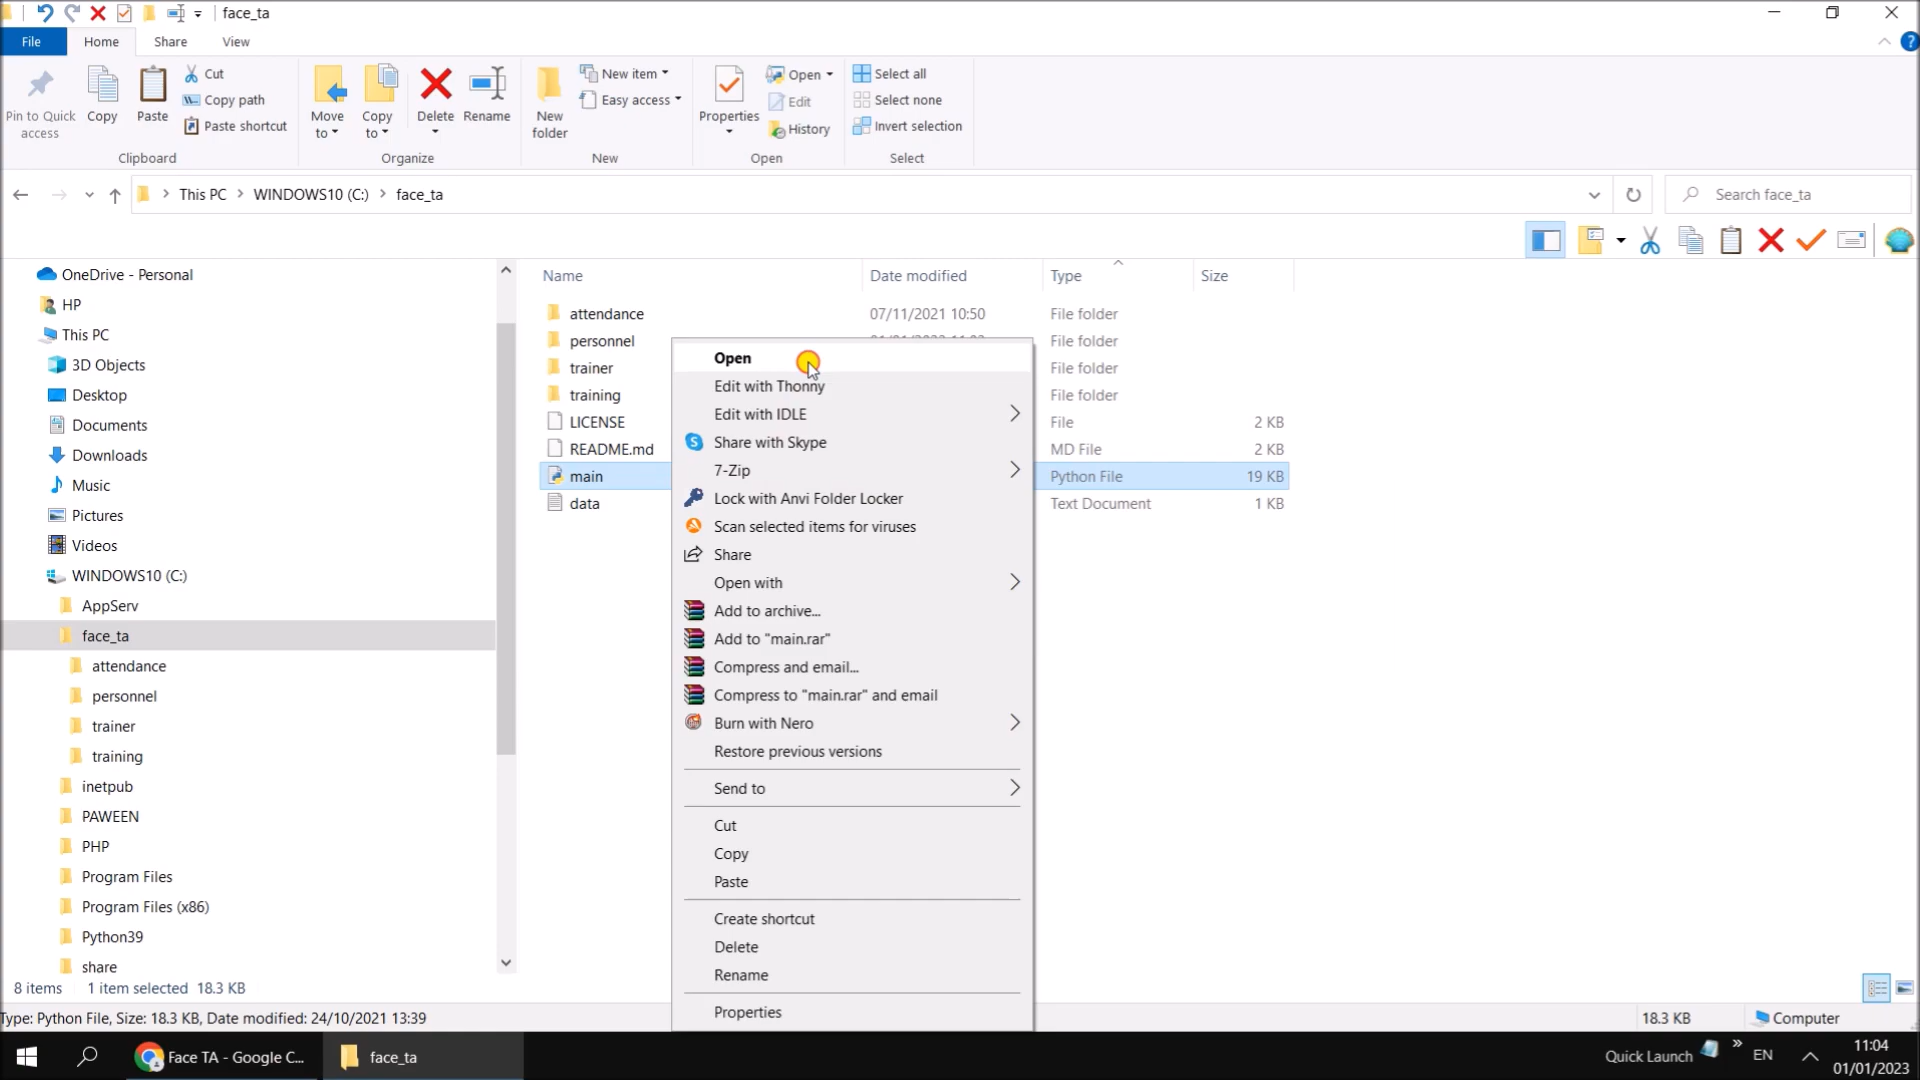 face_ta
File Home Share View
Pin to Quick access
Copy
Paste
Cut
Copy path
Paste shortcut
Clipboard
Move to
Copy to
Delete
Rename
Organize
New folder
New item
Easy access
New
Properties
Open
Edit
History
Open
Select all
Select none
Invert selection
Select
This PC WINDOWS10 (C:) face_ta
Search face_ta
OneDrive - Personal
HP
This PC
3D Objects
Desktop
Documents
Downloads
Music
Pictures
Videos
WINDOWS10 (C:)
AppServ
face_ta
attendance
personnel
trainer
training
inetpub
PAWEEN
PHP
Program Files
Program Files (x86)
Python39
share
Name Date modified Type Size
attendance 07/11/2021 10:50 File folder
personnel File folder
trainer File folder
training File folder
LICENSE File 2 KB
README.md MD File 2 KB
main Python File 19 KB
data Text Document 1 KB
Open
Edit with Thonny
Edit with IDLE
Share with Skype
7-Zip
Lock with Anvi Folder Locker
Scan selected items for viruses
Share
Open with
Add to archive...
Add to "main.rar"
Compress and email...
Compress to "main.rar" and email
Burn with Nero
Restore previous versions
Send to
Cut
Copy
Paste
Create shortcut
Delete
Rename
Properties
8 items 1 item selected 18.3 KB
Type: Python File, Size: 18.3 KB, Date modified: 24/10/2021 13:39
18.3 KB Computer
Face TA - Google C...
face_ta
Quick Launch
EN
11:04
01/01/2023